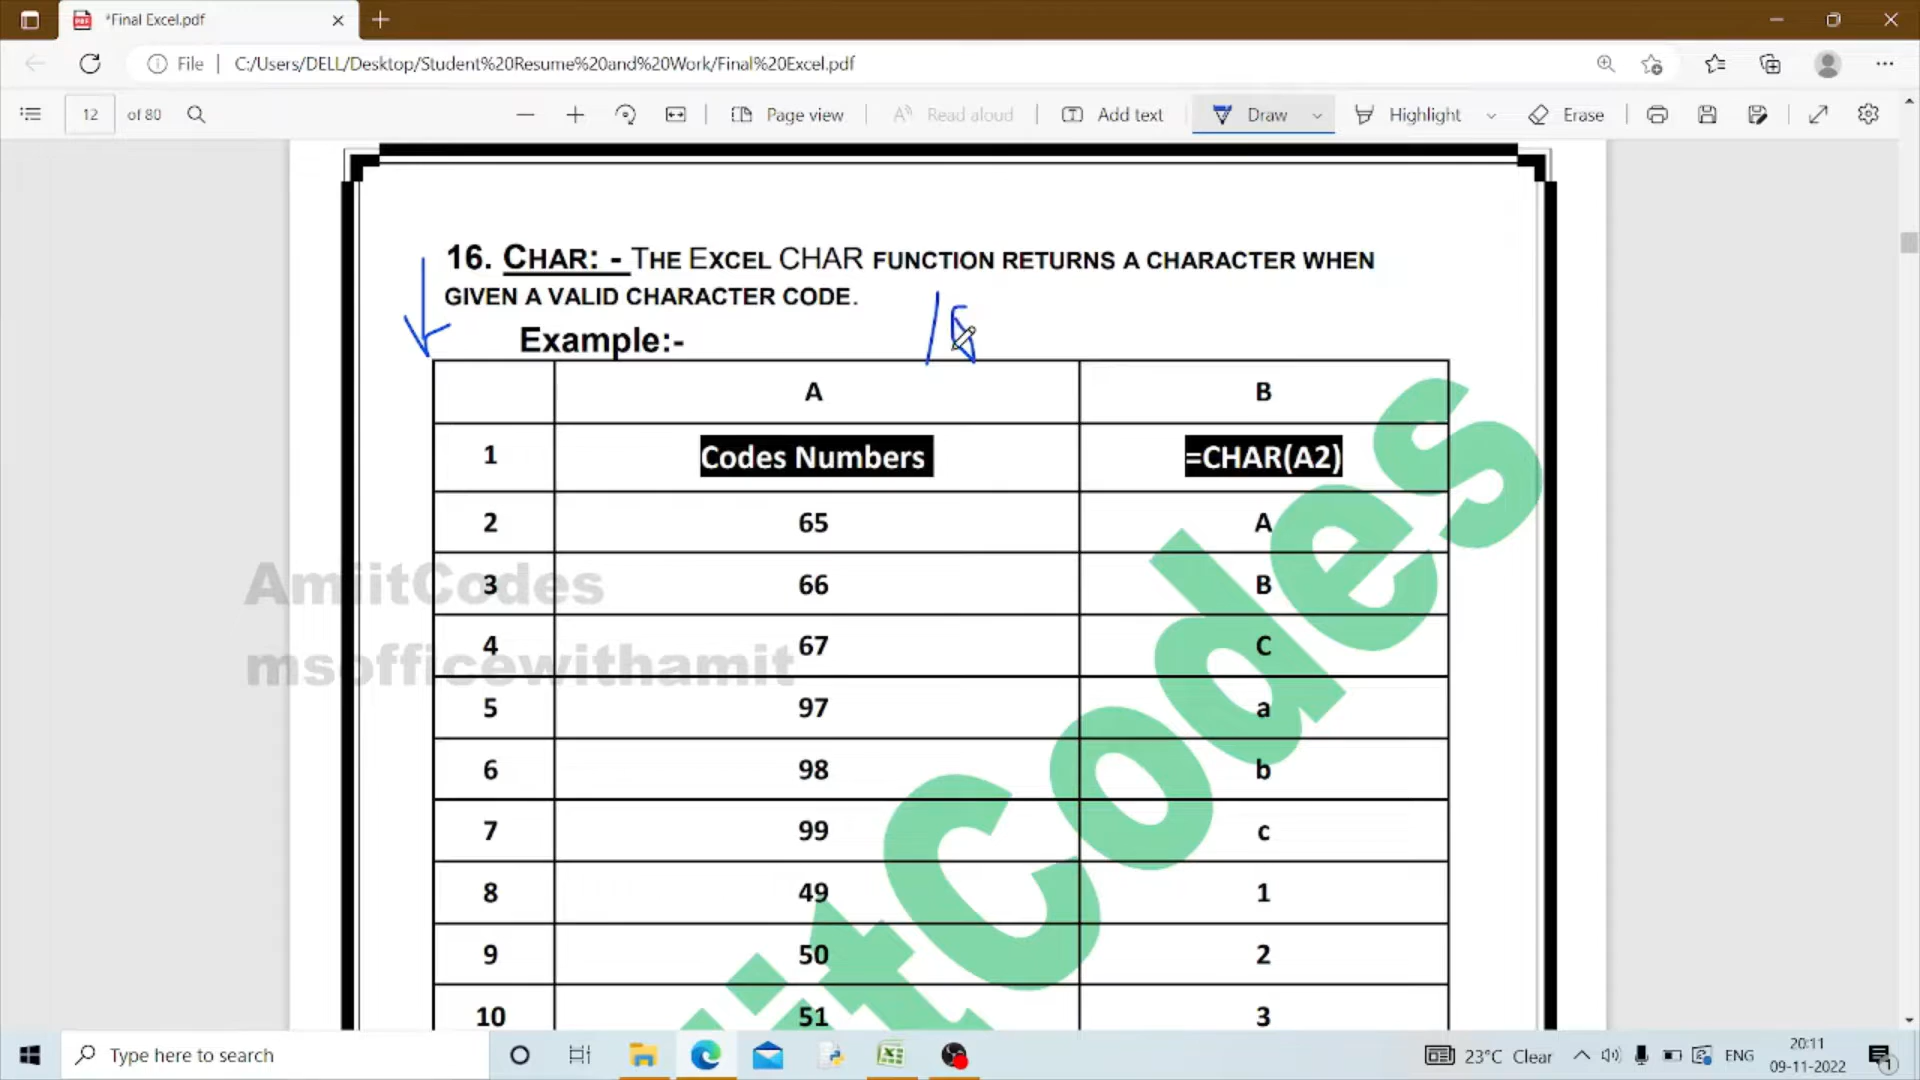 *Final Excel.pdf
File | C:/Users/DELL/Desktop/Student%20Resume%20and%20Work/Final%20Excel.pdf
12 of 80
Page view
Read aloud
Add text
Draw
Highlight
Erase
16. CHAR: - THE EXCEL CHAR FUNCTION RETURNS A CHARACTER WHEN
GIVEN A VALID CHARACTER CODE.
Example:-
A B
1 Codes Numbers =CHAR(A2)
2 65 A
3 66 B
4 67 C
5 97 a
6 98 b
7 99 c
8 49 1
9 50 2
10 51 3
AmiitCodes
msofficewithamit
itCodes
Type here to search
23°C Clear
ENG
20:11
09-11-2022
1